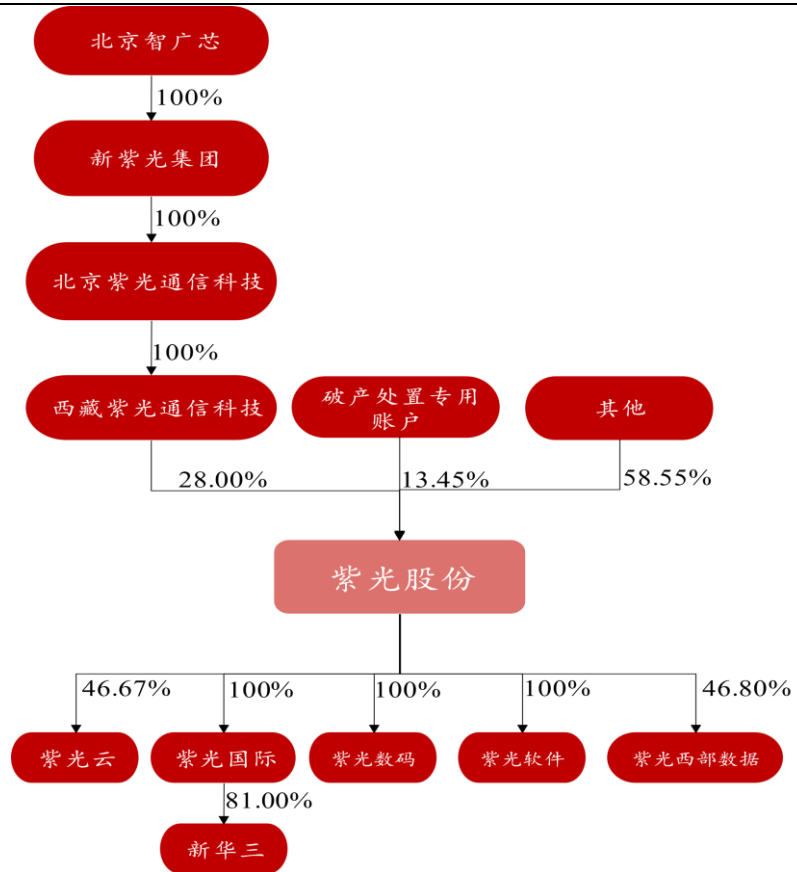 北京智广芯
100%
新紫光集团
100%
北京紫光通信科技
100%
西藏紫光通信科技
破产处置专用
账户
其他
28.00%
13.45%
58.55%
紫光股份
46.67%
100%
100%
100%
46.80%
紫光云
紫光国际
紫光数码
紫光软件
紫光西部数据
81.00%
新华三